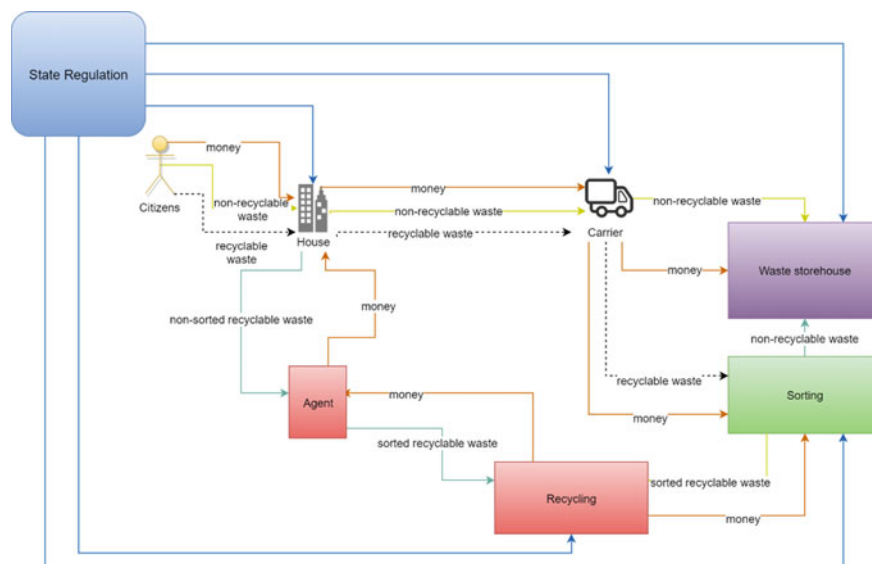 State Regulation
money
Citizens
non-recyclable
waste
recyclable
waste
House
money
non-recyclable waste
recyclable waste
Carrier
non-recyclable waste
money
Waste storehouse
non-recyclable waste
non-sorted recyclable waste
money
Agent
money
recyclable waste
money
Sorting
sorted recyclable waste
Recycling
sorted recyclable waste
money